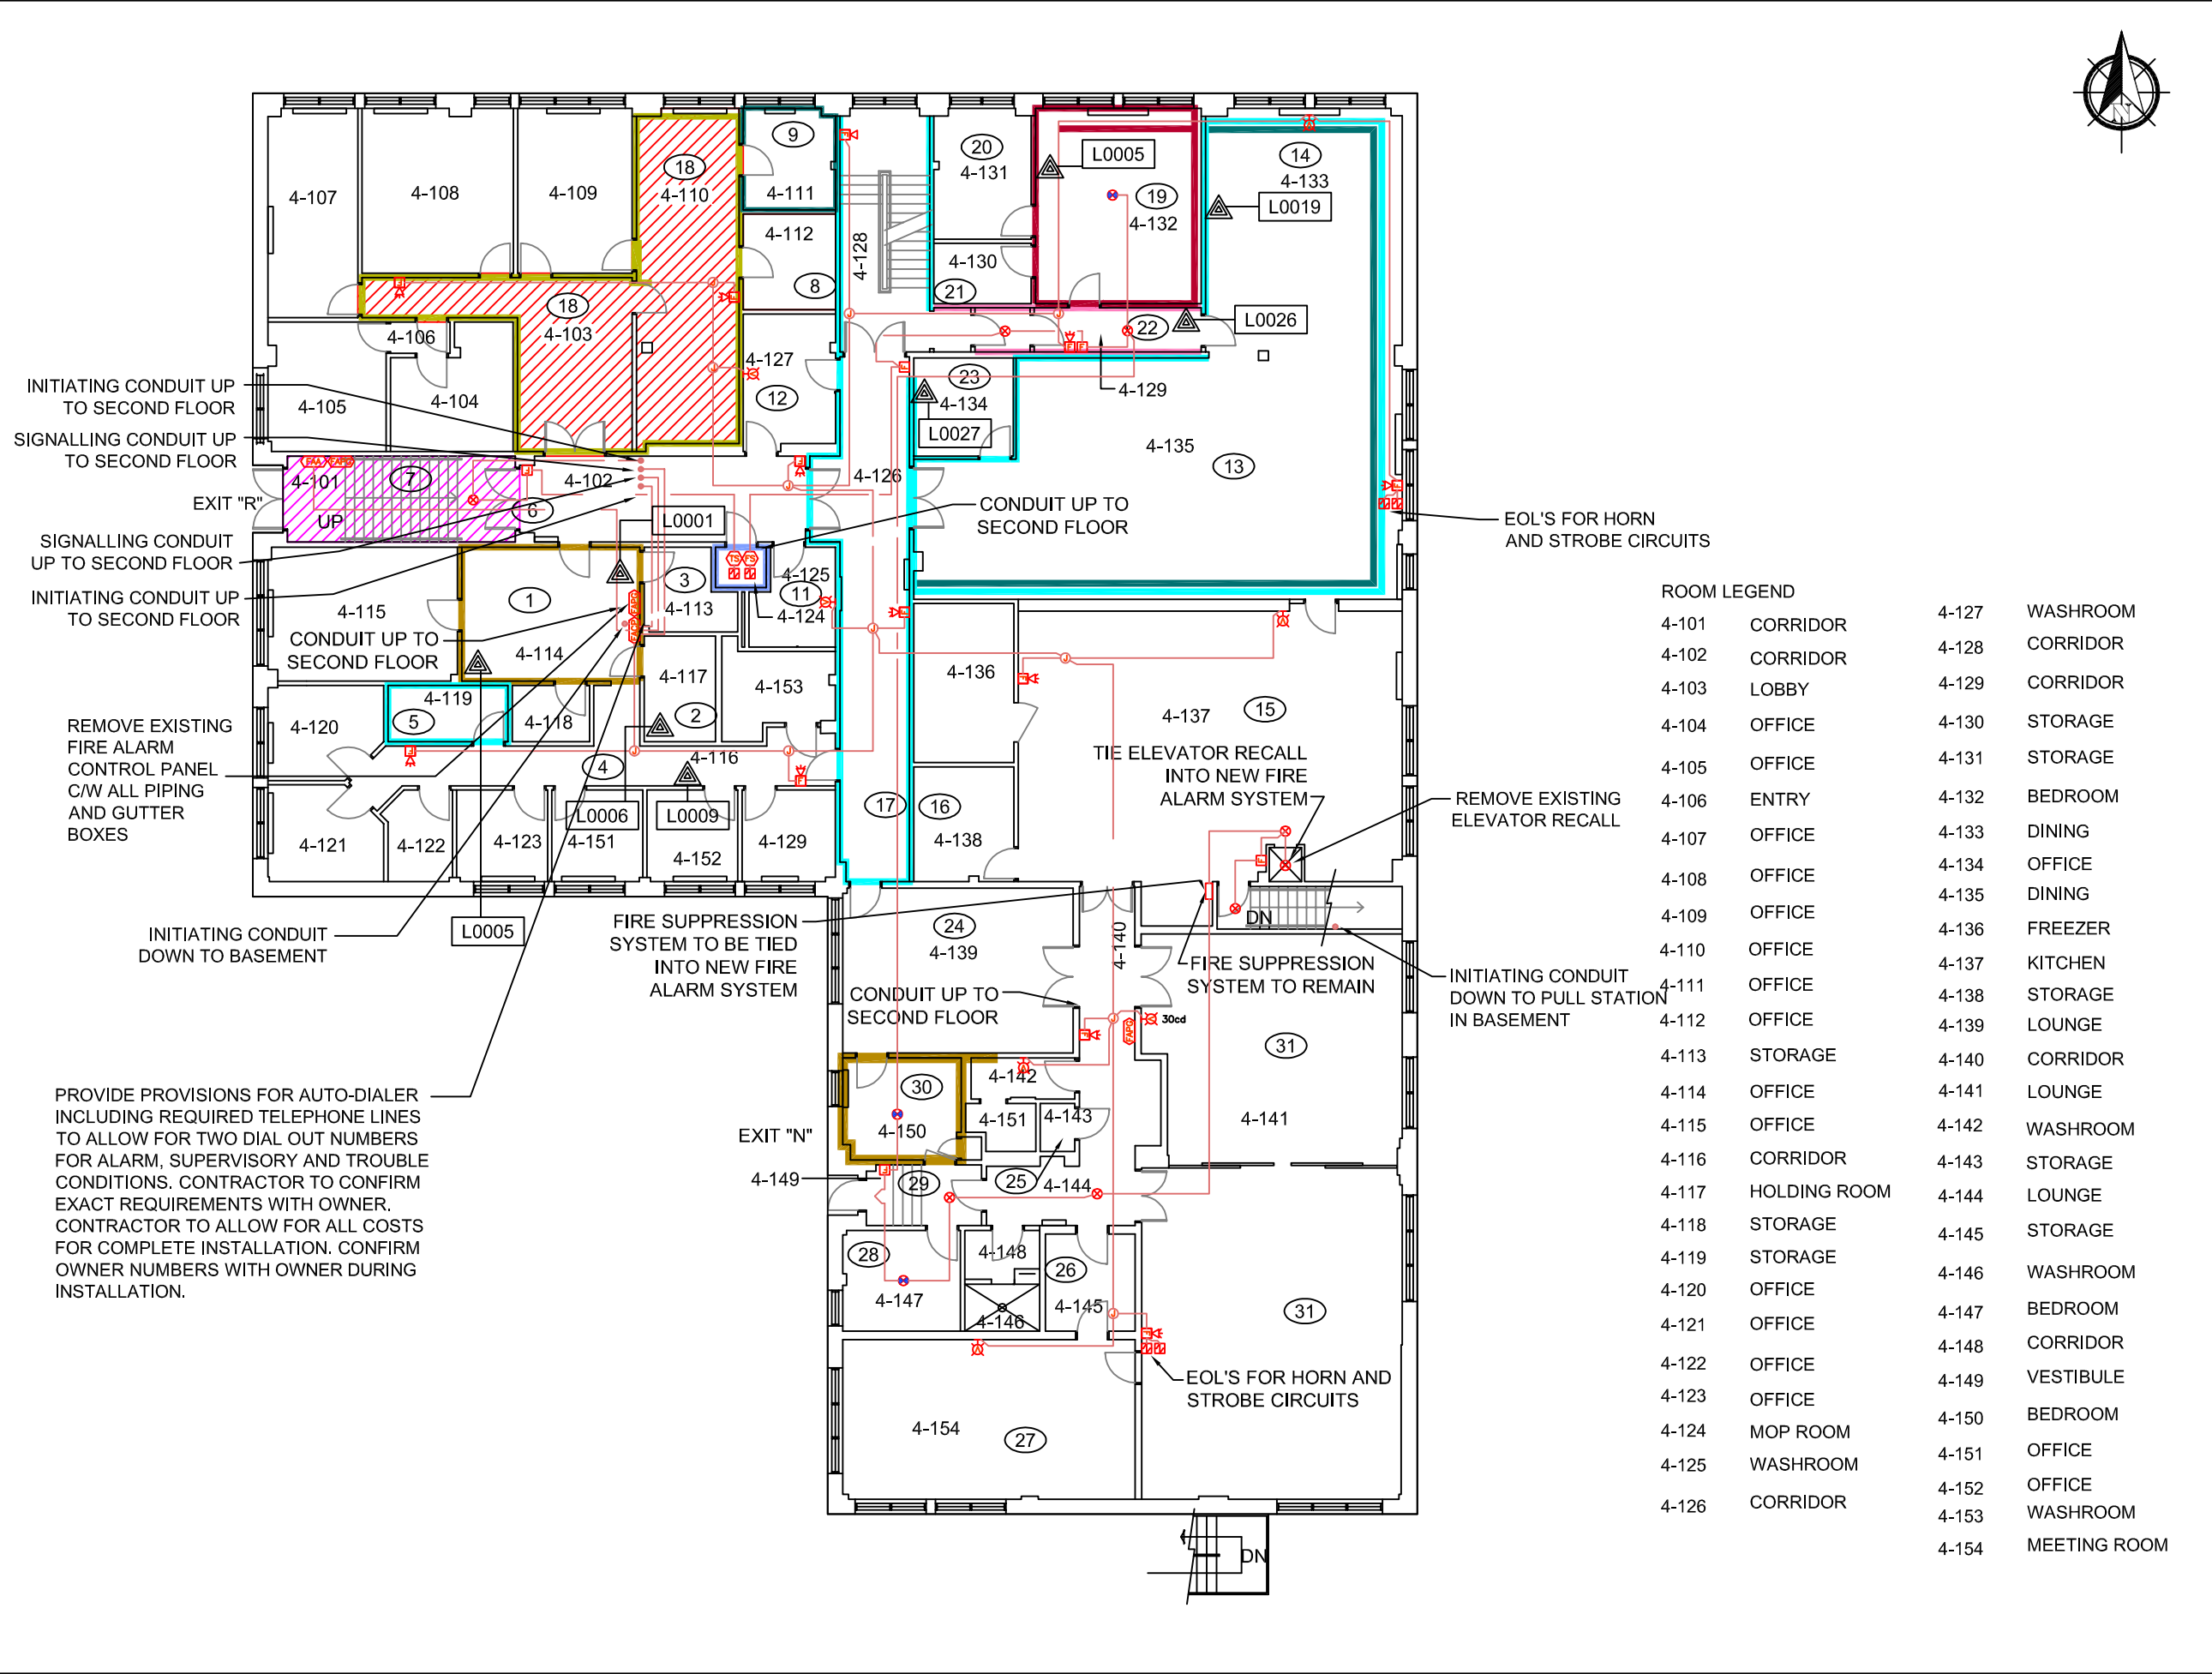 N
9
4-111
20
4-131
L0005
14
4-133
L0019
18
4-110
4-107
4-108
4-109
19
4-132
4-112
8
4-128
4-130
21
18
4-103
4-106
22
L0026
4-127
12
4-129
23
4-134
L0027
4-105
4-104
4-135
13
INITIATING CONDUIT UP
TO SECOND FLOOR
SIGNALLING CONDUIT UP
TO SECOND FLOOR
EXIT "R"
SIGNALLING CONDUIT
UP TO SECOND FLOOR
INITIATING CONDUIT UP
TO SECOND FLOOR
4-101
7
UP
6
4-102
4-126
L0001
CONDUIT UP TO
SECOND FLOOR
EOL'S FOR HORN
AND STROBE CIRCUITS
TS
FS
1
3
4-113
4-125
11
4-124
4-115
CONDUIT UP TO
SECOND FLOOR
4-114
4-117
2
4-153
4-136
4-119
5
4-118
4-120
4-137
15
REMOVE EXISTING
FIRE ALARM
CONTROL PANEL
C/W ALL PIPING
AND GUTTER
BOXES
4
4-116
TIE ELEVATOR RECALL
INTO NEW FIRE
ALARM SYSTEM
REMOVE EXISTING
ELEVATOR RECALL
17
16
4-138
L0006
L0009
4-121
4-122
4-123
4-151
4-152
4-129
L0005
INITIATING CONDUIT
DOWN TO BASEMENT
FIRE SUPPRESSION
SYSTEM TO BE TIED
INTO NEW FIRE
ALARM SYSTEM
24
4-139
4-140
DN
FIRE SUPPRESSION
SYSTEM TO REMAIN
INITIATING CONDUIT
DOWN TO PULL STATION
IN BASEMENT
CONDUIT UP TO
SECOND FLOOR
30cd
31
30
4-142
4-151
4-143
4-150
4-141
PROVIDE PROVISIONS FOR AUTO-DIALER
INCLUDING REQUIRED TELEPHONE LINES
TO ALLOW FOR TWO DIAL OUT NUMBERS
FOR ALARM, SUPERVISORY AND TROUBLE
CONDITIONS. CONTRACTOR TO CONFIRM
EXACT REQUIREMENTS WITH OWNER.
CONTRACTOR TO ALLOW FOR ALL COSTS
FOR COMPLETE INSTALLATION. CONFIRM
OWNER NUMBERS WITH OWNER DURING
INSTALLATION.
EXIT "N"
4-149
29
25
4-144
28
4-148
26
4-147
4-145
4-146
31
EOL'S FOR HORN AND
STROBE CIRCUITS
4-154
27
DN
ROOM LEGEND
4-101 CORRIDOR
4-102 CORRIDOR
4-103 LOBBY
4-104 OFFICE
4-105 OFFICE
4-106 ENTRY
4-107 OFFICE
4-108 OFFICE
4-109 OFFICE
4-110 OFFICE
4-111 OFFICE
4-112 OFFICE
4-113 STORAGE
4-114 OFFICE
4-115 OFFICE
4-116 CORRIDOR
4-117 HOLDING ROOM
4-118 STORAGE
4-119 STORAGE
4-120 OFFICE
4-121 OFFICE
4-122 OFFICE
4-123 OFFICE
4-124 MOP ROOM
4-125 WASHROOM
4-126 CORRIDOR
4-127 WASHROOM
4-128 CORRIDOR
4-129 CORRIDOR
4-130 STORAGE
4-131 STORAGE
4-132 BEDROOM
4-133 DINING
4-134 OFFICE
4-135 DINING
4-136 FREEZER
4-137 KITCHEN
4-138 STORAGE
4-139 LOUNGE
4-140 CORRIDOR
4-141 LOUNGE
4-142 WASHROOM
4-143 STORAGE
4-144 LOUNGE
4-145 STORAGE
4-146 WASHROOM
4-147 BEDROOM
4-148 CORRIDOR
4-149 VESTIBULE
4-150 BEDROOM
4-151 OFFICE
4-152 OFFICE
4-153 WASHROOM
4-154 MEETING ROOM